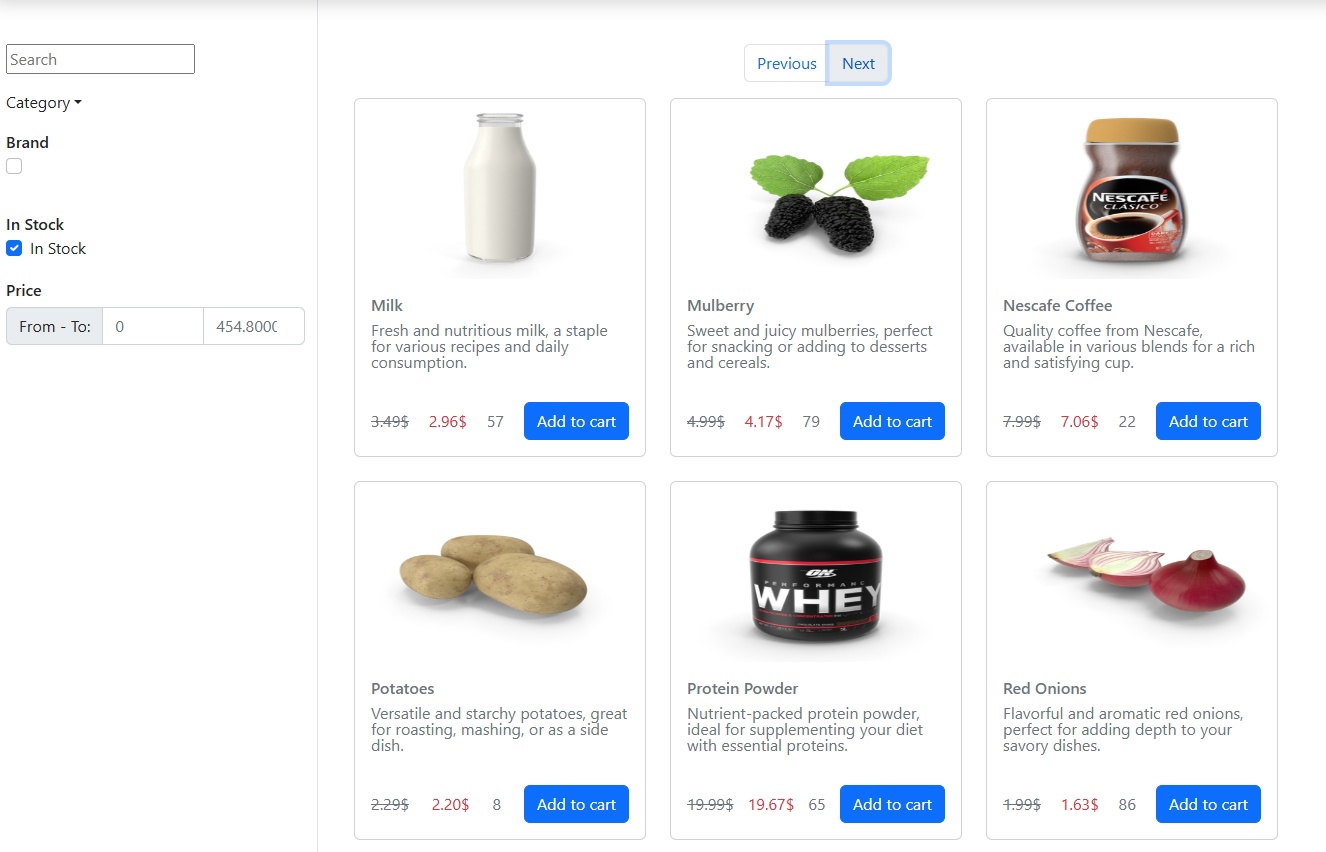 Search
Category
Brand
In Stock
In Stock
Price
From - To: 0 454.800
Previous Next
NESCAFÉ
CLASICO
Milk
Fresh and nutritious milk, a staple
for various recipes and daily
consumption.
3.49$ 2.96$ 57 Add to cart
Mulberry
Sweet and juicy mulberries, perfect
for snacking or adding to desserts
and cereals.
4.99$ 4.17$ 79 Add to cart
Nescafe Coffee
Quality coffee from Nescafe,
available in various blends for a rich
and satisfying cup.
7.99$ 7.06$ 22 Add to cart
ON
PERFORMANC
WHEY
Potatoes
Versatile and starchy potatoes, great
for roasting, mashing, or as a side
dish.
2.29$ 2.20$ 8 Add to cart
Protein Powder
Nutrient-packed protein powder,
ideal for supplementing your diet
with essential proteins.
19.99$ 19.67$ 65 Add to cart
Red Onions
Flavorful and aromatic red onions,
perfect for adding depth to your
savory dishes.
1.99$ 1.63$ 86 Add to cart